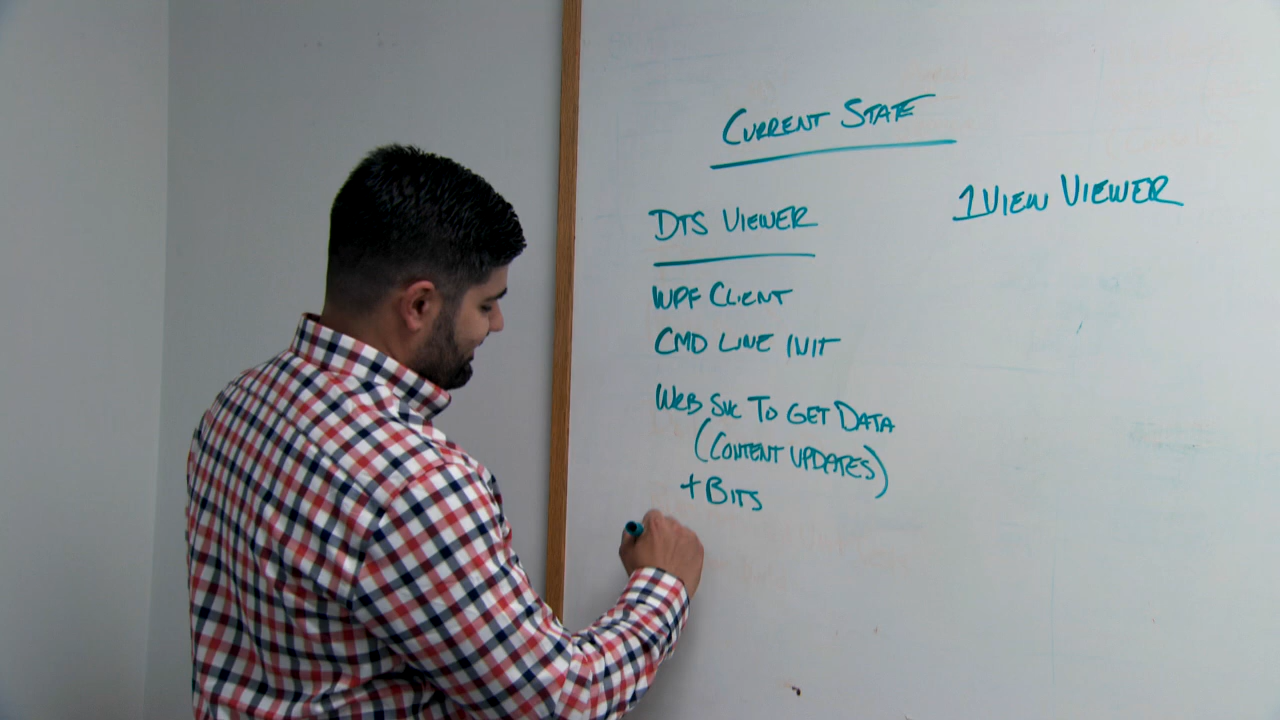 CURRENT STATE
DTS VIEWER
1VIEW VIEWER
WPF CLIENT
CMD LINE INIT
WEB SVC TO GET DATA
(CONTENT UPDATES)
+ BITS